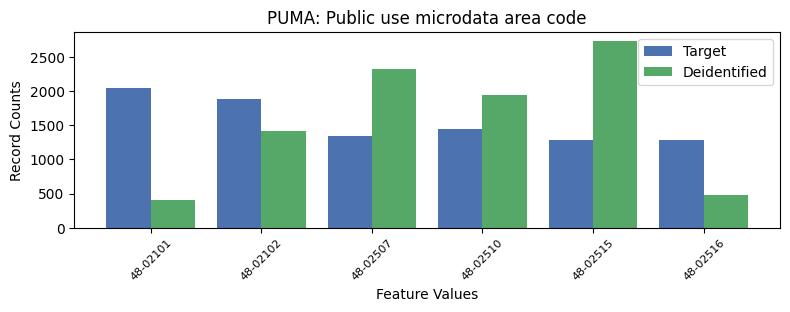 PUMA: Public use microdata area code
Target
Deidentified
Record Counts
2500
2000
1500
1000
500
0
48-02101
48-02102
48-02507
48-02510
48-02515
48-02516
Feature Values